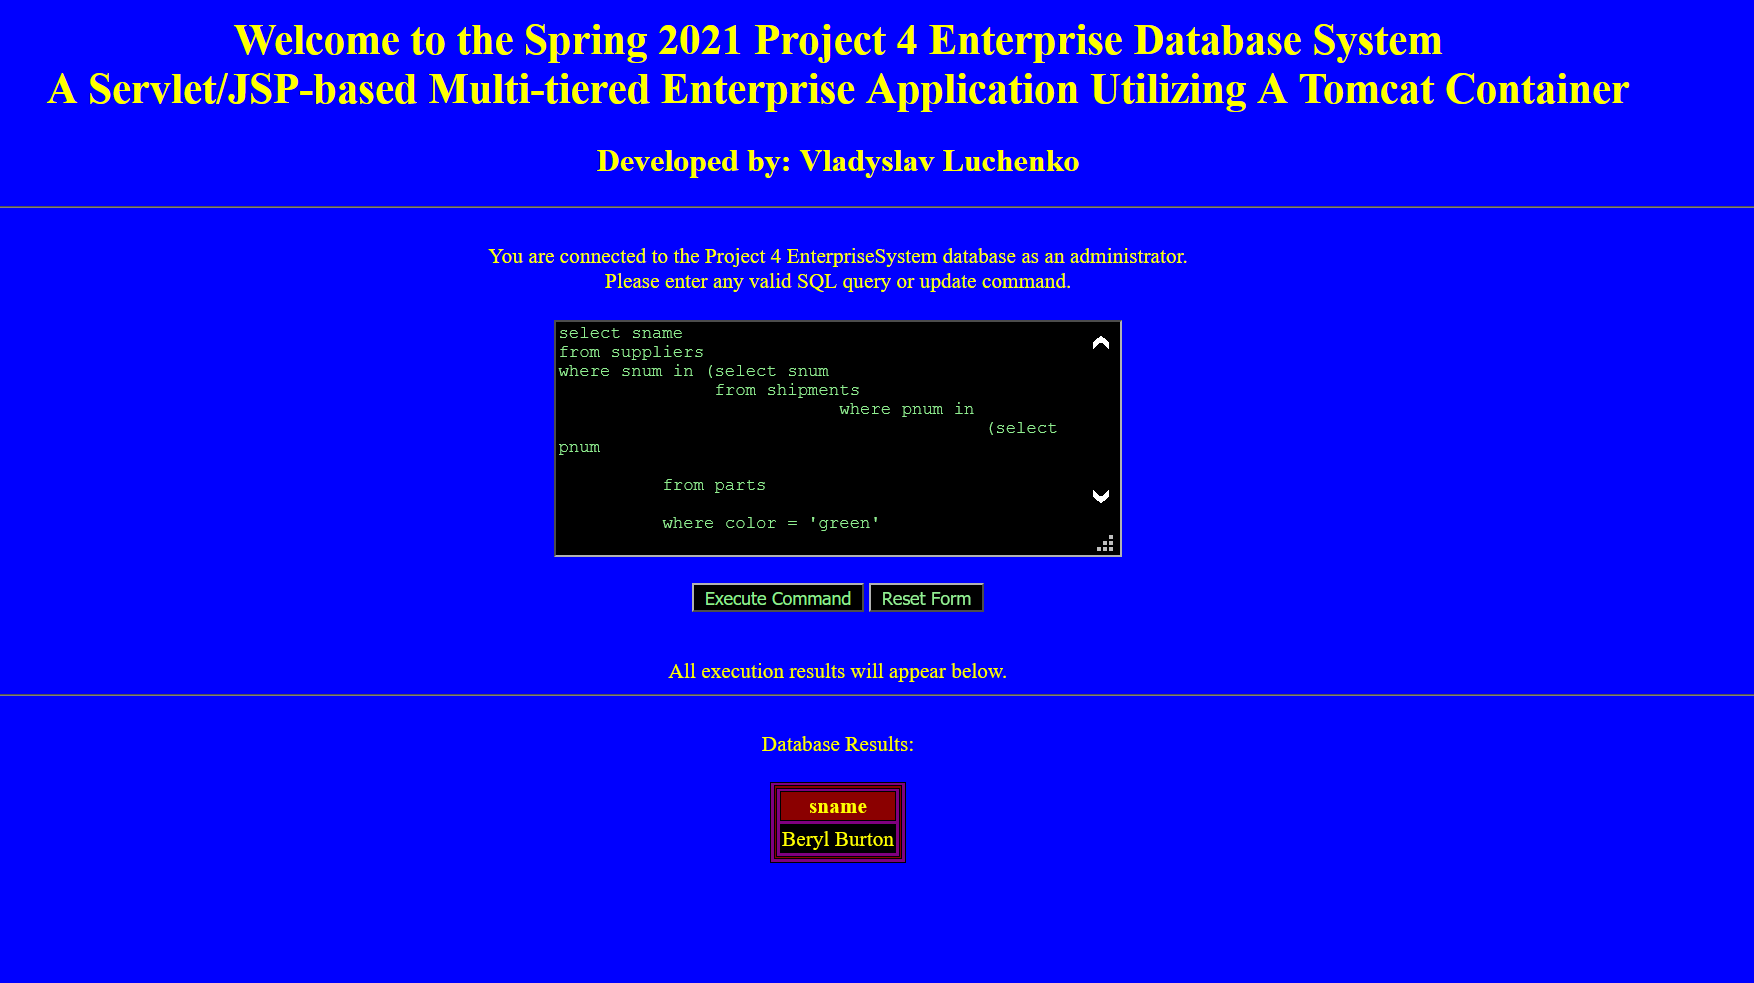 Welcome to the Spring 2021 Project 4 Enterprise Database System
A Servlet/JSP-based Multi-tiered Enterprise Application Utilizing A Tomcat Container
Developed by: Vladyslav Luchenko
You are connected to the Project 4 EnterpriseSystem database as an administrator.
Please enter any valid SQL query or update command.
select sname
from suppliers
where snum in (select snum
from shipments
where pnum in
(select
pnum
from parts
where color = 'green'
Execute Command Reset Form
All execution results will appear below.
Database Results:
sname
Beryl Burton